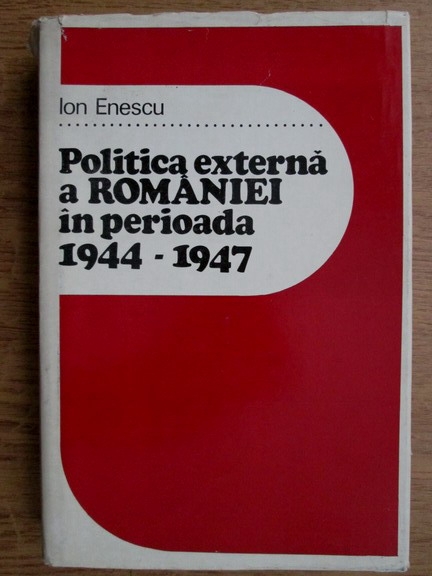 Ion Enescu
Politica externă
a ROMÂNIEI
în perioada
1944 - 1947